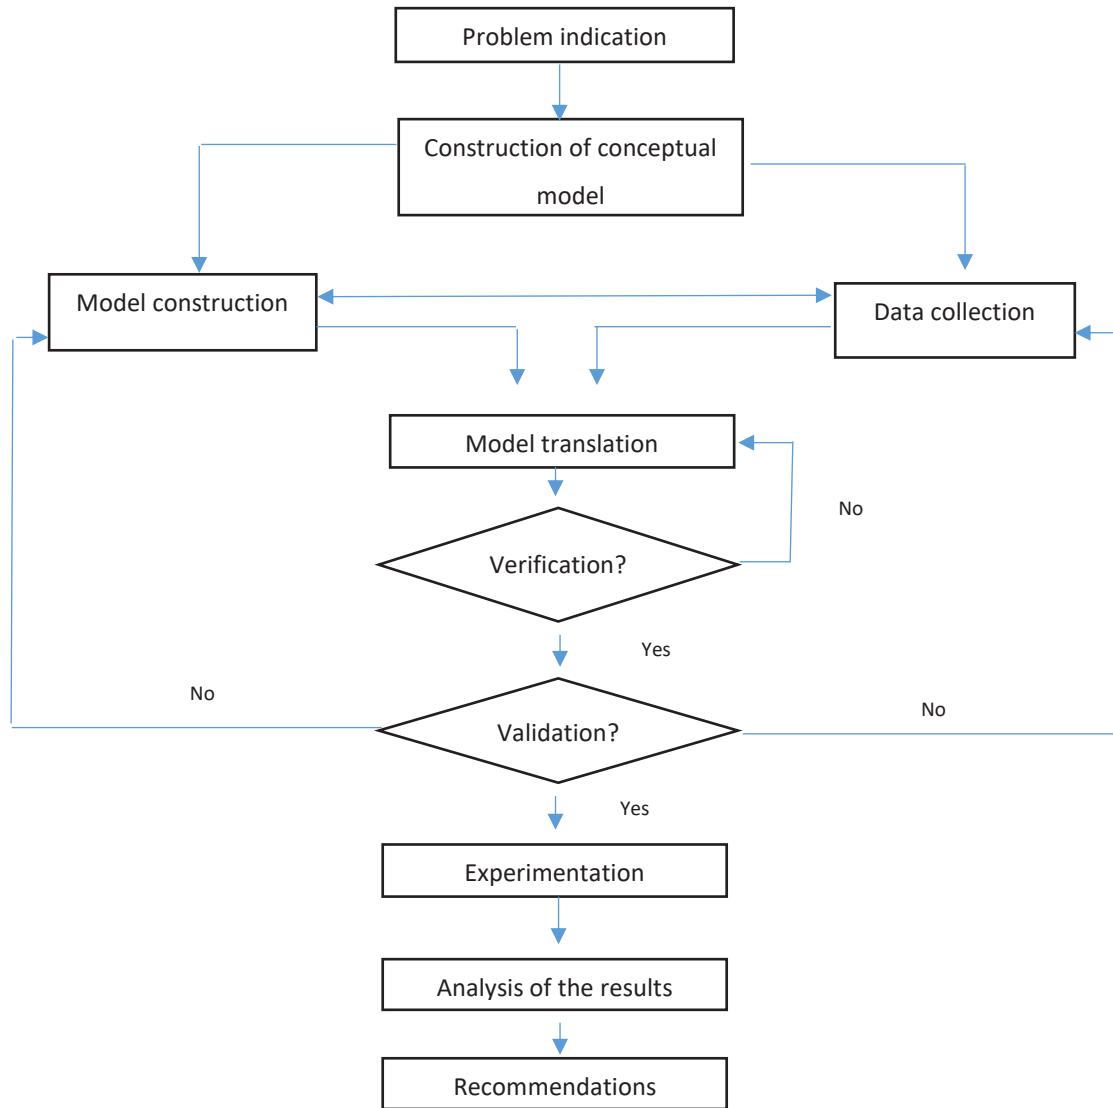 Problem indication
Construction of conceptual
model
Model construction
Data collection
Model translation
No
Verification?
Yes
No
Validation?
No
Yes
Experimentation
Analysis of the results
Recommendations